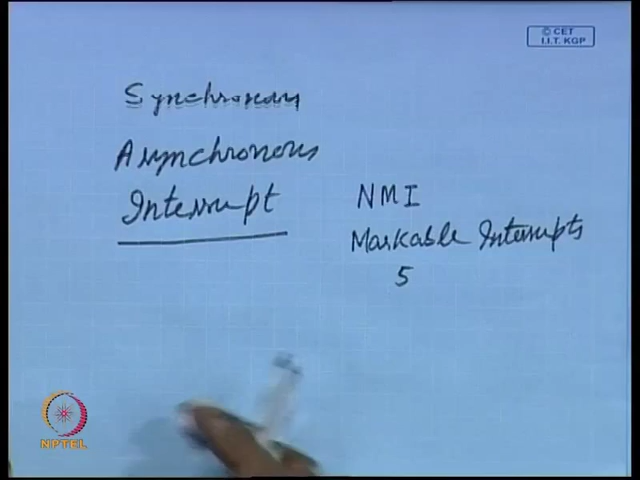 © CET
I.I.T. KGP
Synchronous
Asynchronous
Interrupt
NMI
Maskable Interrupts
5
NPTEL